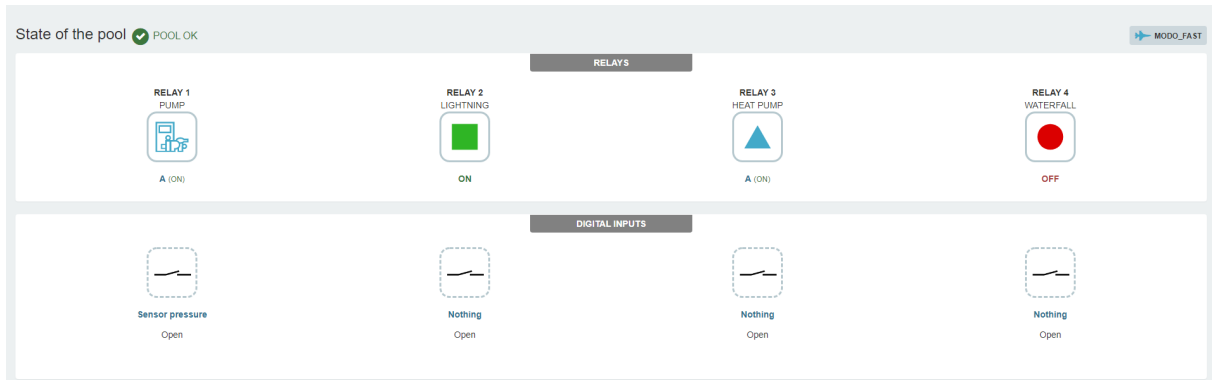 State of the pool POOL OK
MODO_FAST
RELAYS
RELAY 1
PUMP
A (ON)
RELAY 2
LIGHTNING
ON
RELAY 3
HEAT PUMP
A (ON)
RELAY 4
WATERFALL
OFF
DIGITAL INPUTS
Sensor pressure
Open
Nothing
Open
Nothing
Open
Nothing
Open